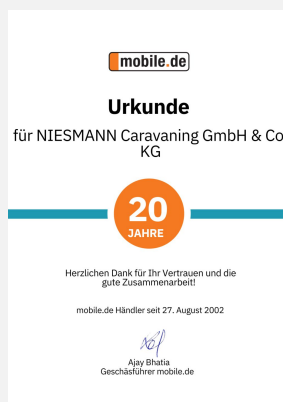 mobile.de
Urkunde
für NIESMANN Caravaning GmbH & Co
KG
20
JAHRE
Herzlichen Dank für Ihr Vertrauen und die
gute Zusammenarbeit!
mobile.de Händler seit 27. August 2002
Ajay Bhatia
Geschäsführer mobile.de